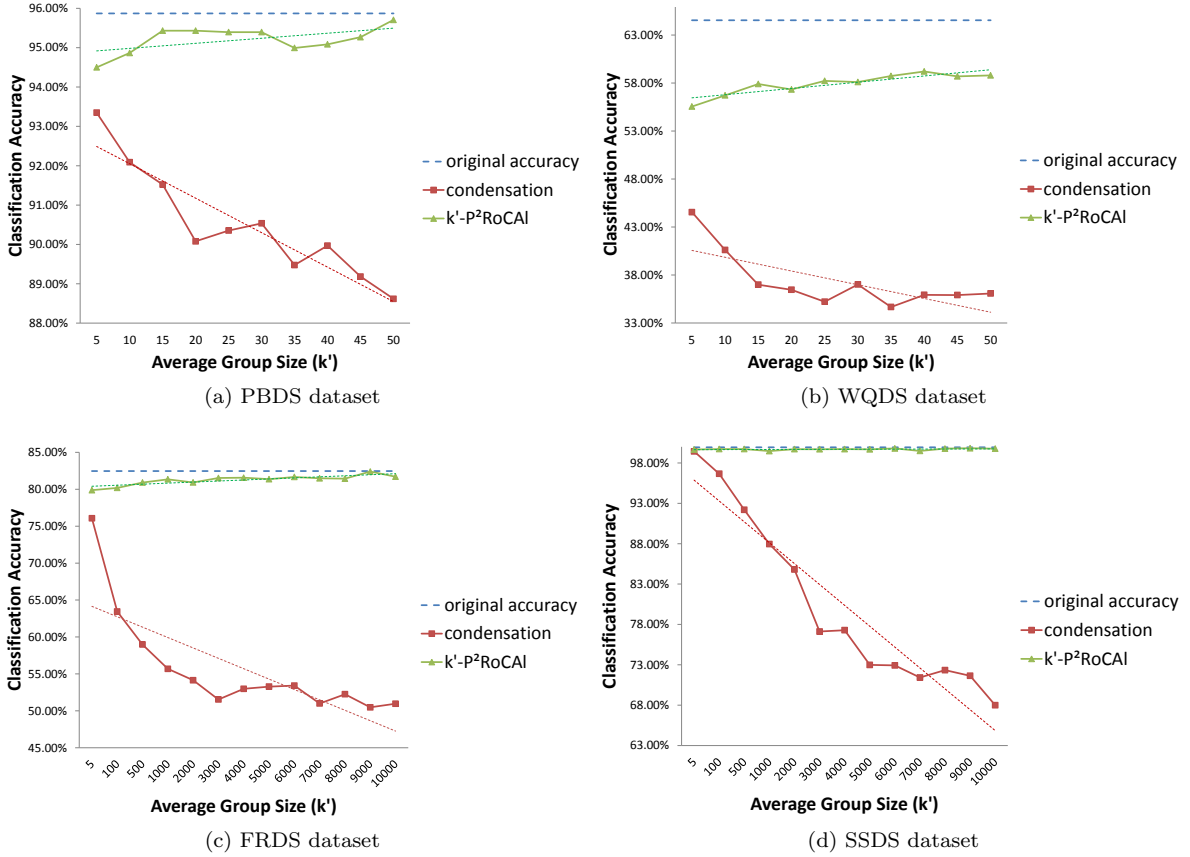 96.00%
95.00%
94.00%
93.00%
92.00%
91.00%
90.00%
89.00%
88.00%
Classification Accuracy
5 10 15 20 25 30 35 40 45 50
Average Group Size (k')
original accuracy
condensation
k'-P²RoCAl
(a) PBDS dataset
63.00%
58.00%
53.00%
48.00%
43.00%
38.00%
33.00%
Classification Accuracy
5 10 15 20 25 30 35 40 45 50
Average Group Size (k')
original accuracy
condensation
k'-P²RoCAl
(b) WQDS dataset
85.00%
80.00%
75.00%
70.00%
65.00%
60.00%
55.00%
50.00%
45.00%
Classification Accuracy
5 100 500 1000 2000 3000 4000 5000 6000 7000 8000 9000 10000
Average Group Size (k')
original accuracy
condensation
k'-P²RoCAl
(c) FRDS dataset
98.00%
93.00%
88.00%
83.00%
78.00%
73.00%
68.00%
63.00%
Classification Accuracy
5 100 500 1000 2000 3000 4000 5000 6000 7000 8000 9000 10000
Average Group Size (k')
original accuracy
condensation
k'-P²RoCAl
(d) SSDS dataset